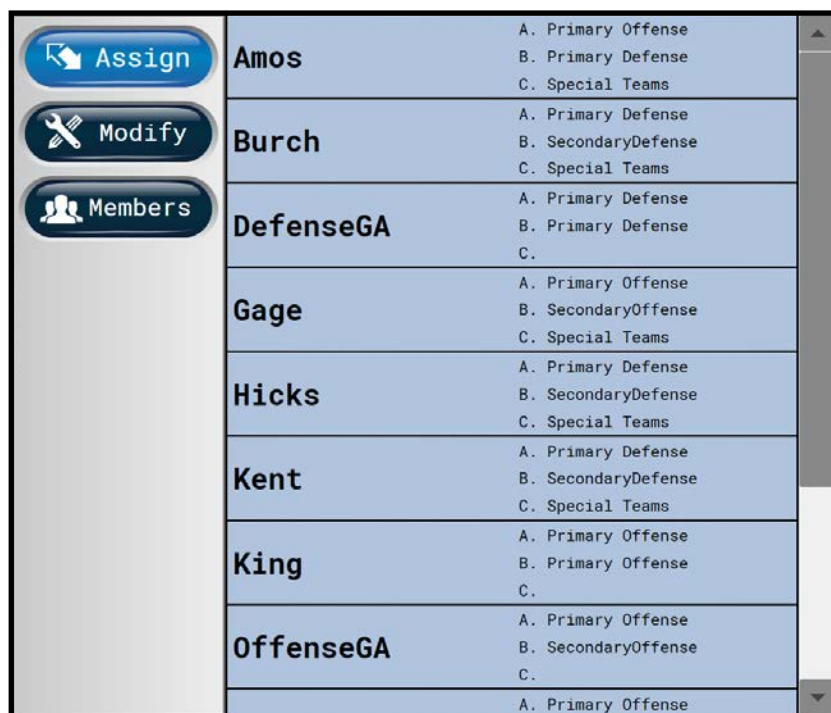 Assign
Modify
Members
Amos
A. Primary Offense
B. Primary Defense
C. Special Teams
Burch
A. Primary Defense
B. SecondaryDefense
C. Special Teams
DefenseGA
A. Primary Defense
B. Primary Defense
C.
Gage
A. Primary Offense
B. SecondaryOffense
C. Special Teams
Hicks
A. Primary Defense
B. SecondaryDefense
C. Special Teams
Kent
A. Primary Defense
B. SecondaryDefense
C. Special Teams
King
A. Primary Offense
B. Primary Offense
C.
OffenseGA
A. Primary Offense
B. SecondaryOffense
C.
A. Primary Offense